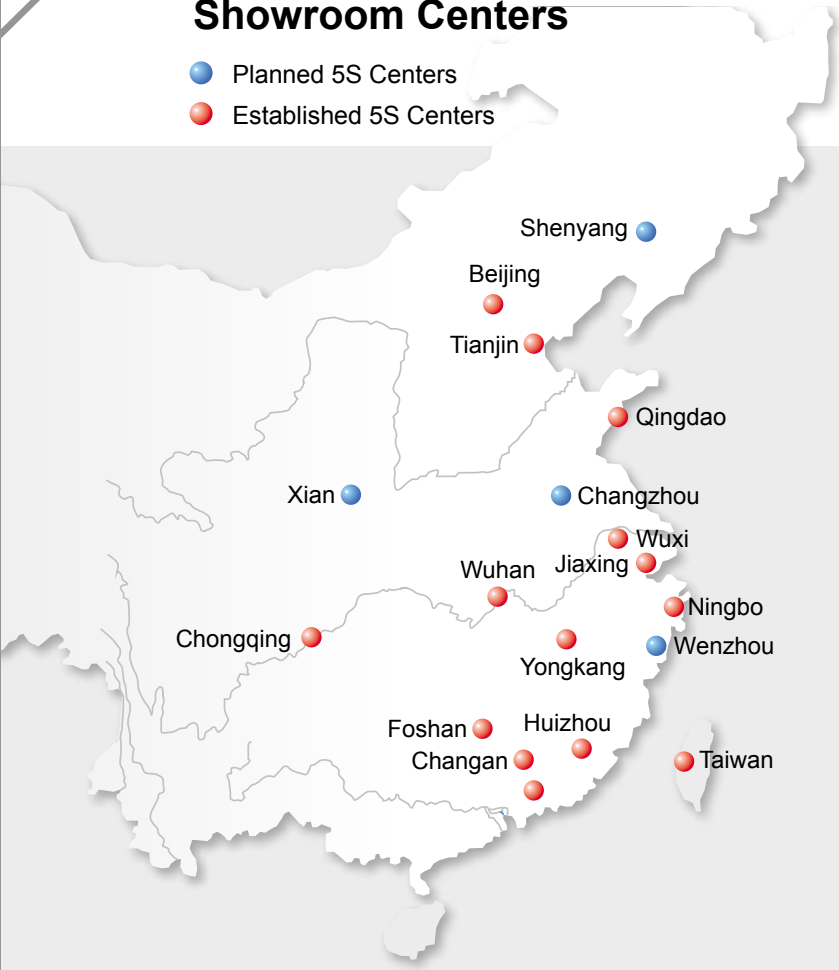 Showroom Centers
Planned 5S Centers
Established 5S Centers
Shenyang
Beijing
Tianjin
Qingdao
Xian
Changzhou
Wuxi
Jiaxing
Wuhan
Ningbo
Chongqing
Wenzhou
Yongkang
Huizhou
Foshan
Changan
Taiwan